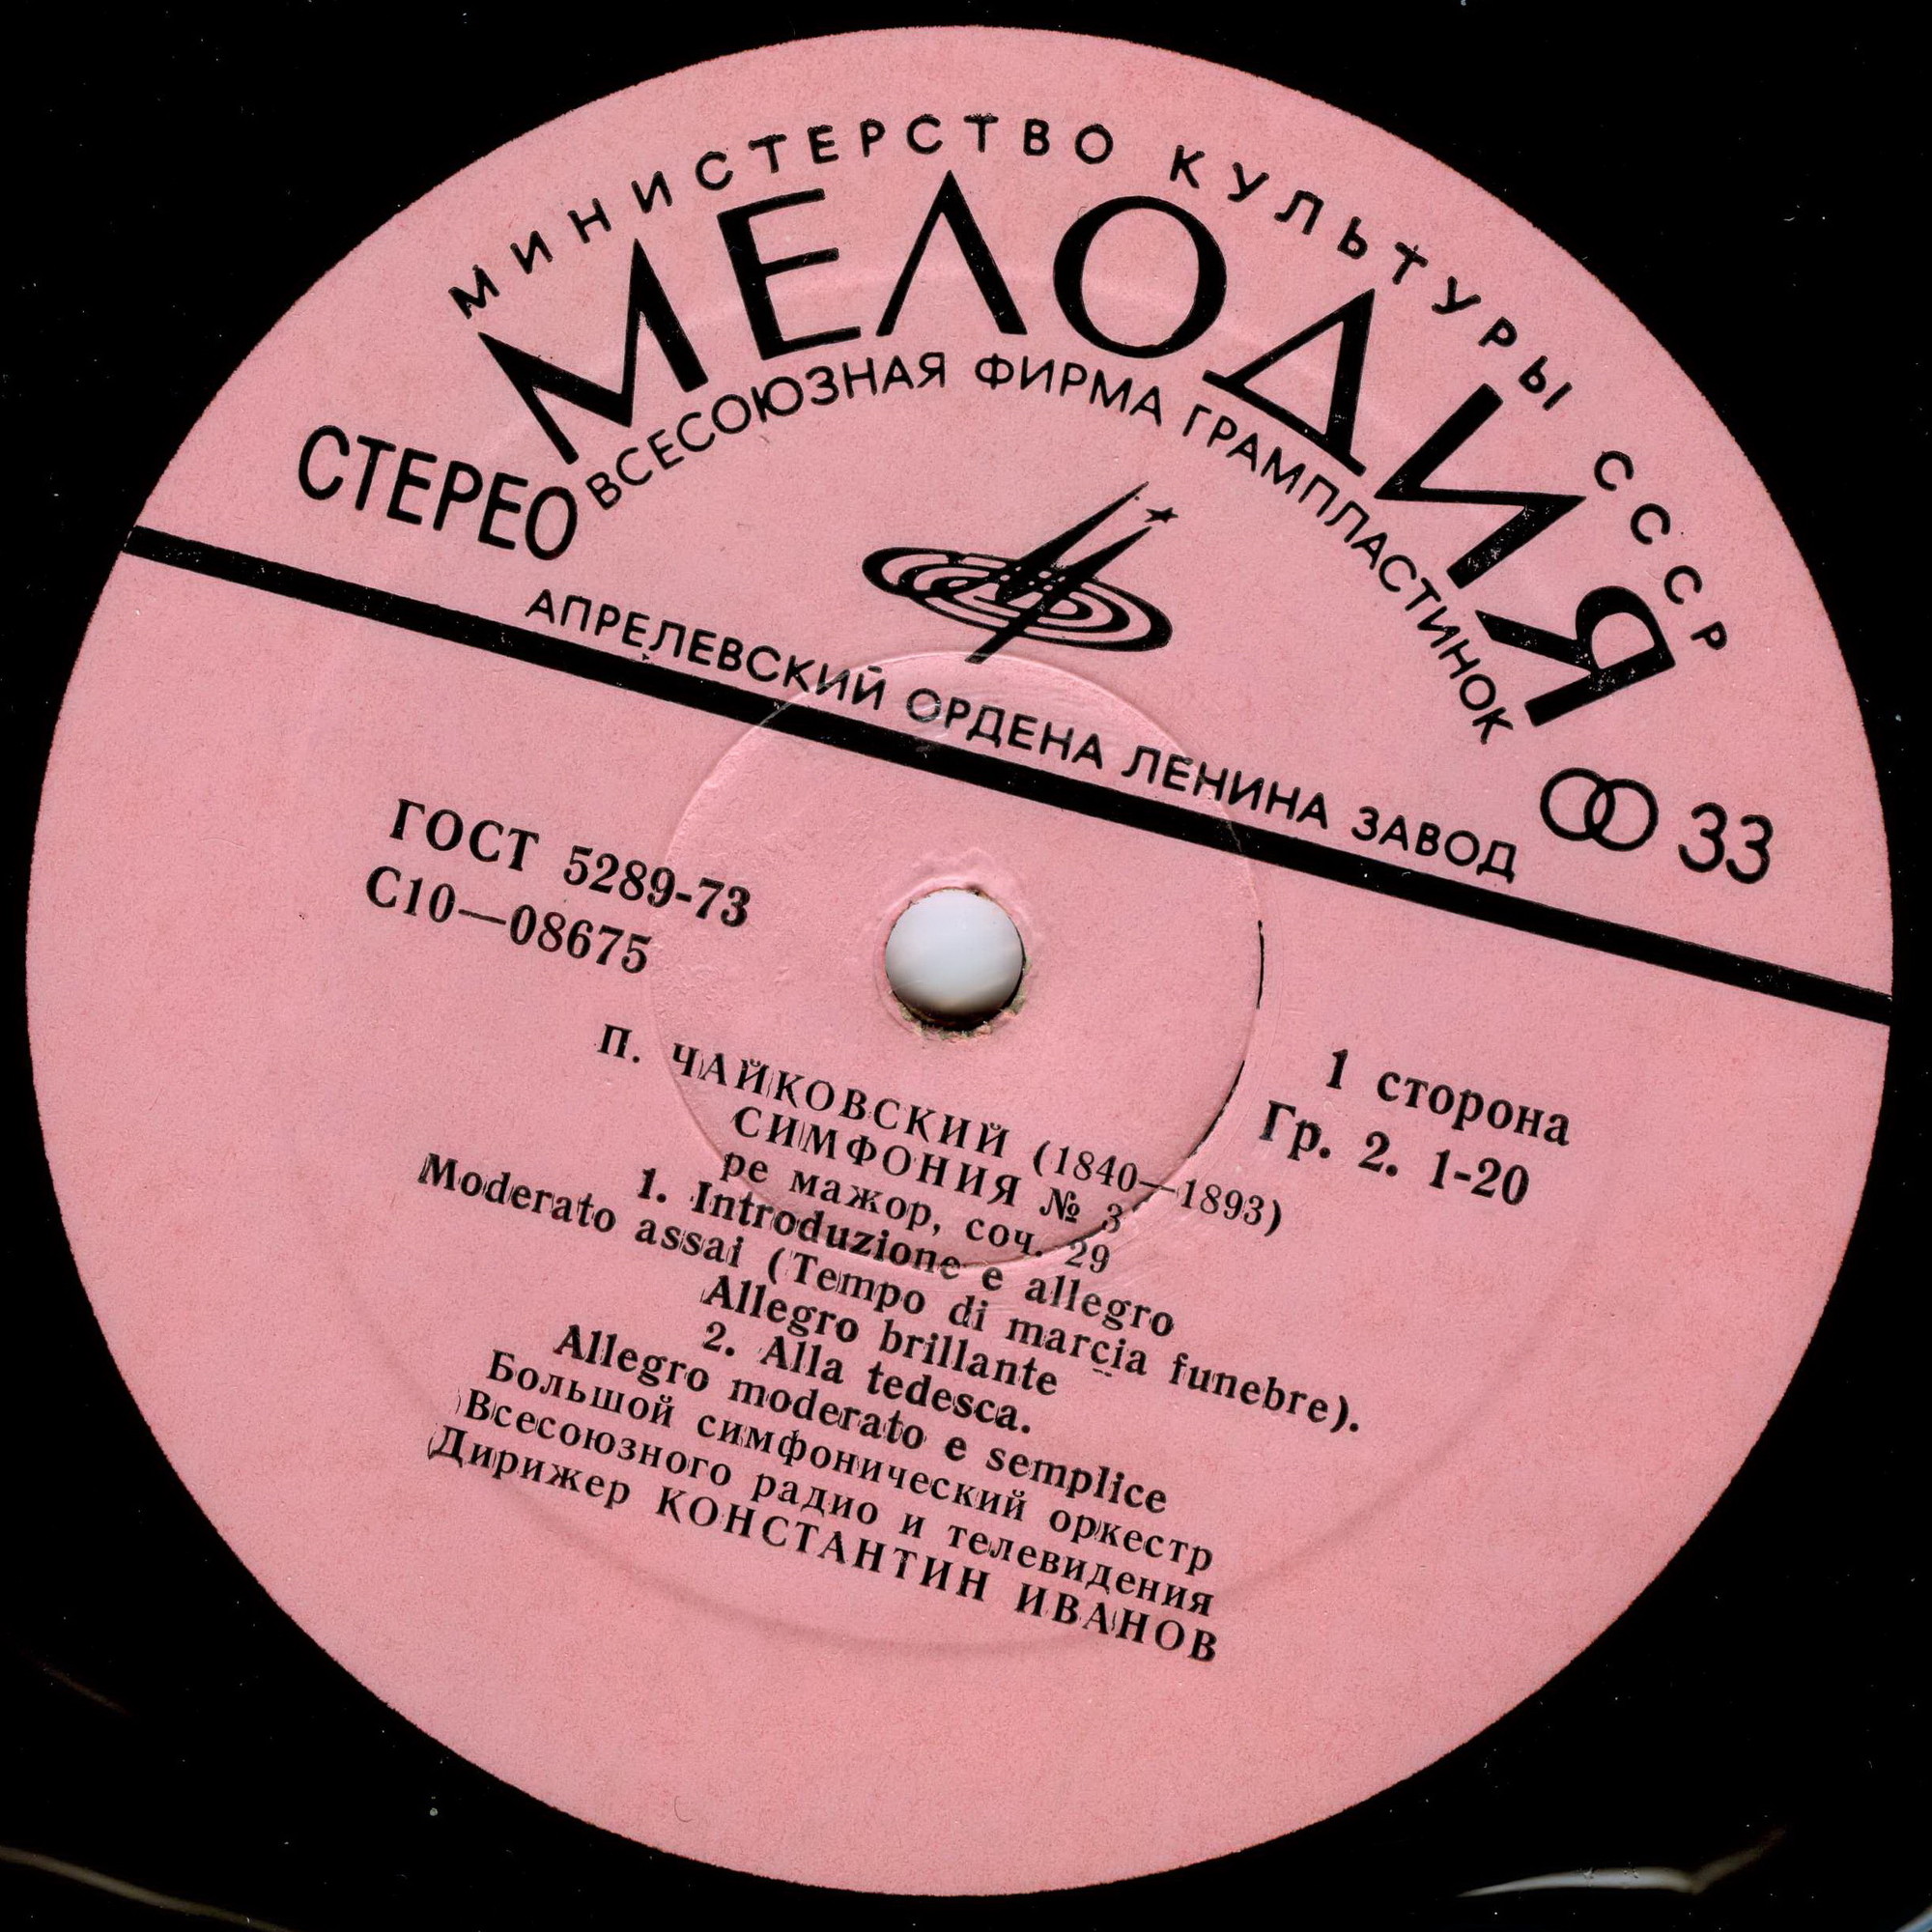 МИНИСТЕРСТВО КУЛЬТУРЫ СССР
МЕЛОДИЯ
ВСЕСОЮЗНАЯ ФИРМА ГРАМПЛАСТИНОК
СТЕРЕО
АПРЕЛЕВСКИЙ ОРДЕНА ЛЕНИНА ЗАВОД
33
ГОСТ 5289-73
С10—08675
1 сторона
Гр. 2. 1-20
П. ЧАЙКОВСКИЙ (1840—1893)
СИМФОНИЯ № 3
ре мажор, соч. 29
1. Introduzione e allegro
Moderato assai (Tempo di marcia funebre).
Allegro brillante
2. Alla tedesca.
Allegro moderato e semplice
Большой симфонический оркестр
Всесоюзного радио и телевидения
Дирижер КОНСТАНТИН ИВАНОВ